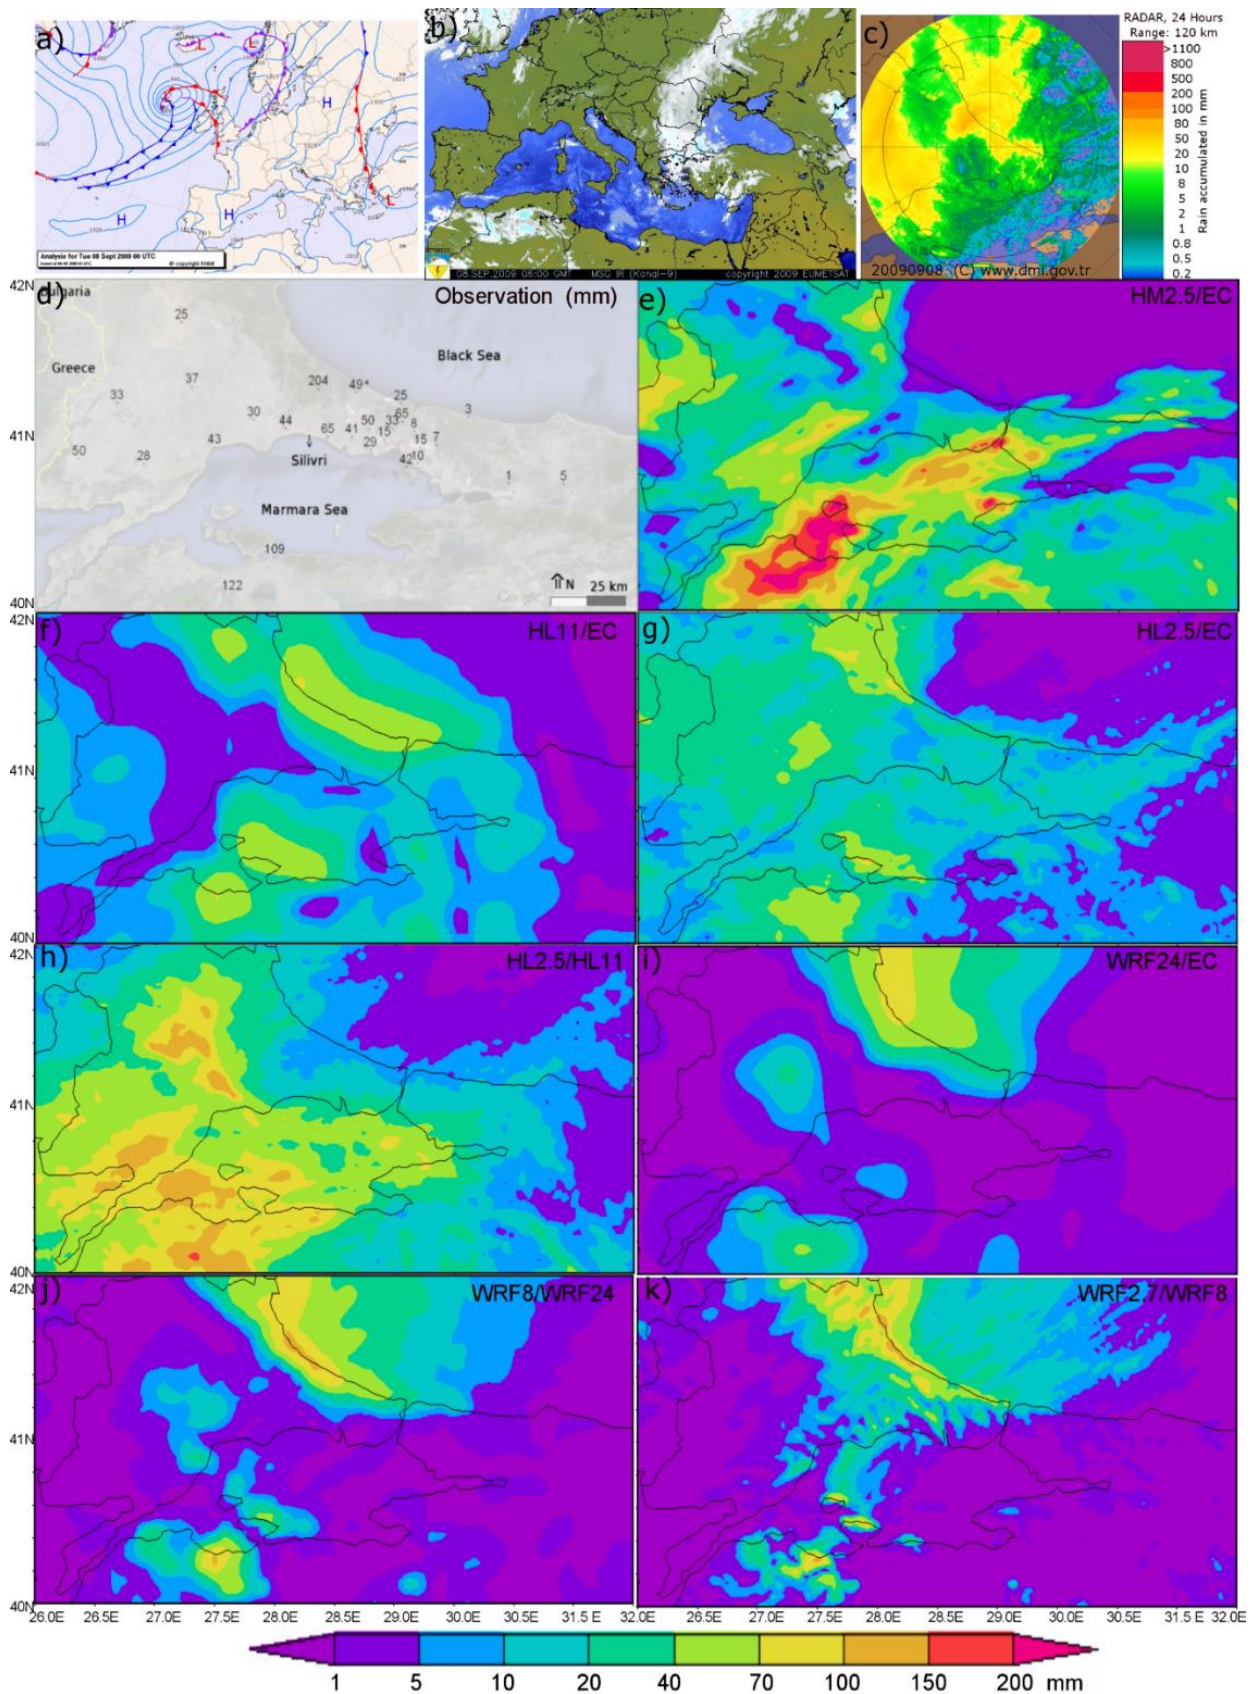 a)
L
L
H
H
H
L
Analysis for Tue 08 Sept 2009 00 UTC
b)
08.SEP.2009 06:00 GMT MSG IR (Kanal-9) copyright 2009 EUMETSAT
c)
20090908 (C) www.dmi.gov.tr
RADAR, 24 Hours
Range: 120 km
>1100
800
500
200
100
80
50
20
10
8
5
2
1
0.8
0.5
0.2
Rain accumulated in mm
42N
41N
40N
d)
Bulgaria
Observation (mm)
25
Black Sea
Greece
37
204
49*
33
25
3
30
44
65
50
33
65
8
41
15
15
7
43
29
50
28
Silivri
42
10
1
5
Marmara Sea
109
122
N
25 km
Google
e)
HM2.5/EC
42N
41N
40N
f)
HL11/EC
g)
HL2.5/EC
42N
41N
40N
h)
HL2.5/HL11
i)
WRF24/EC
42N
41N
40N
j)
WRF8/WRF24
k)
WRF2.7/WRF8
26.0E 26.5E 27.0E 27.5E 28.0E 28.5E 29.0E 29.5E 30.0E 30.5E 31.5 E 32.0
26.0E 26.5E 27.0E 27.5E 28.0E 28.5E 29.0E 29.5E 30.0E 30.5E 31.5 E 32.0E
1 5 10 20 40 70 100 150 200 mm